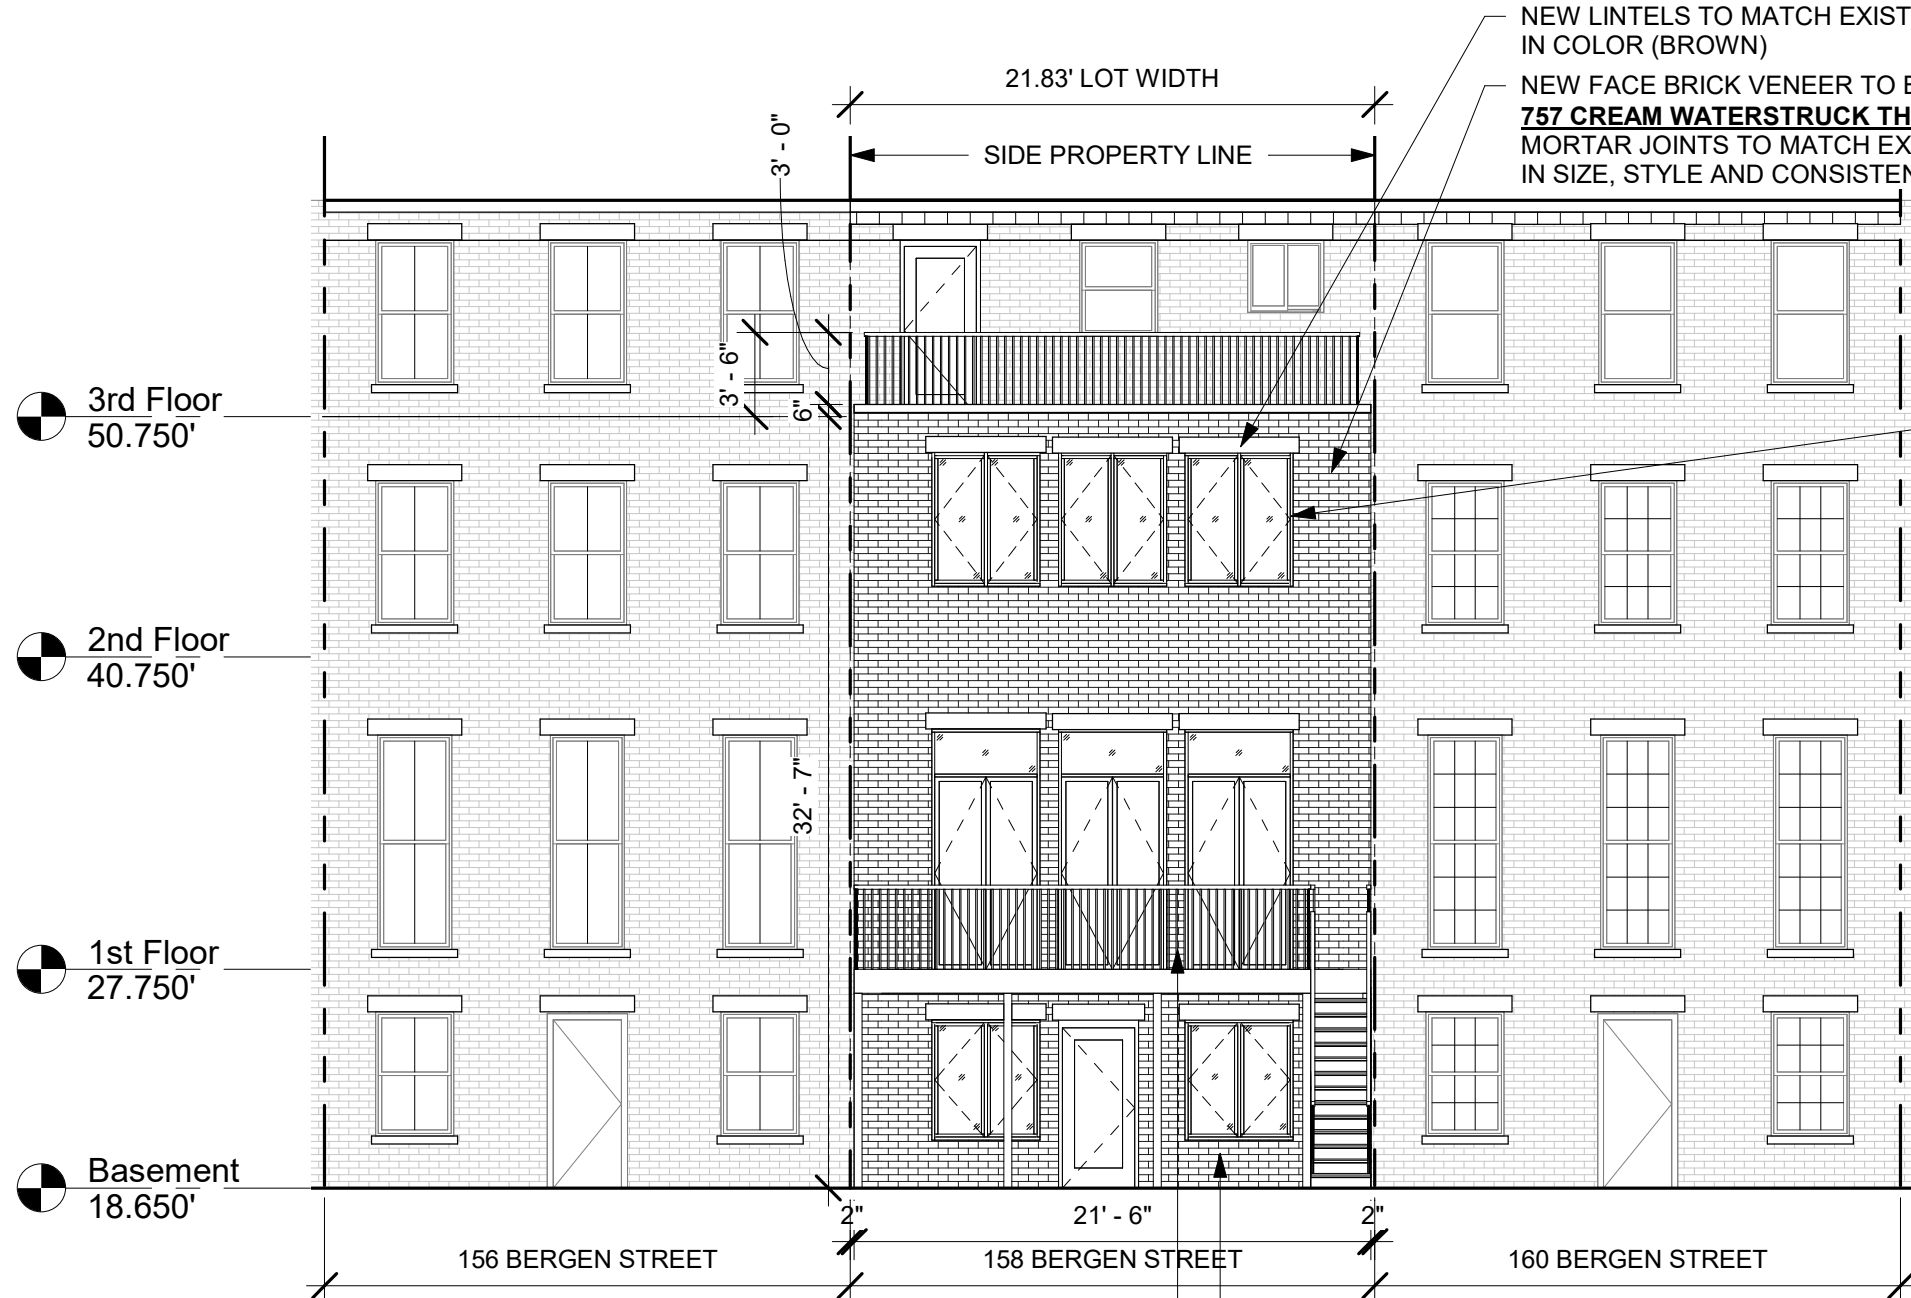 NEW LINTELS TO MATCH EXIST
IN COLOR (BROWN)
NEW FACE BRICK VENEER TO
757 CREAM WATERSTRUCK TH
MORTAR JOINTS TO MATCH EX
IN SIZE, STYLE AND CONSISTEN
21.83' LOT WIDTH
SIDE PROPERTY LINE
3' - 0"
3' - 6"
6"
3rd Floor
50.750'
2nd Floor
40.750'
32' - 7"
1st Floor
27.750'
Basement
18.650'
2"
21' - 6"
2"
156 BERGEN STREET
158 BERGEN STREET
160 BERGEN STREET